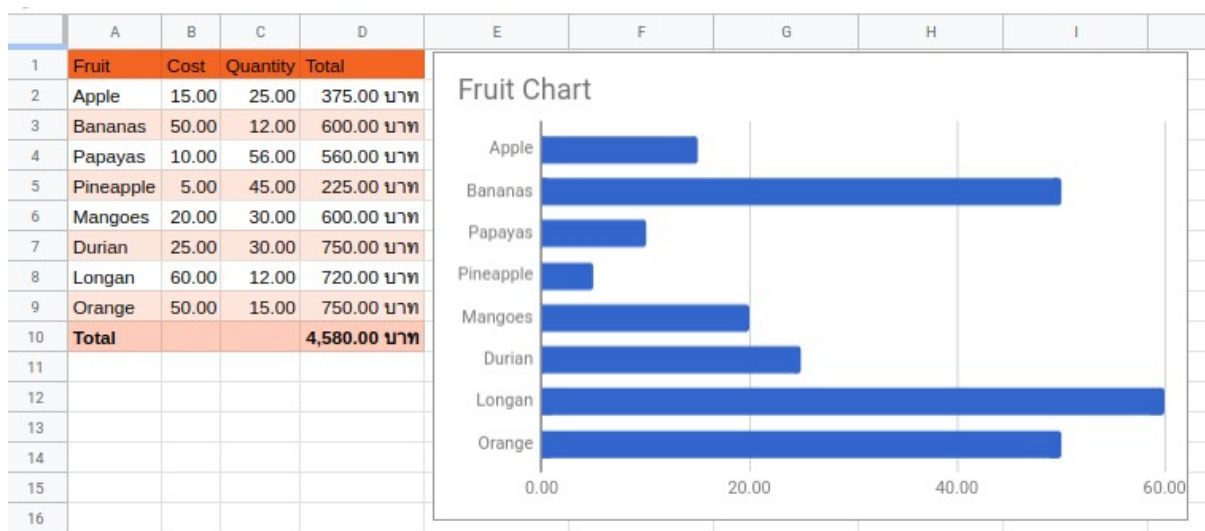 A B C D E F G H I
1 Fruit Cost Quantity Total
2 Apple 15.00 25.00 375.00 บาท
3 Bananas 50.00 12.00 600.00 บาท
4 Papayas 10.00 56.00 560.00 บาท
5 Pineapple 5.00 45.00 225.00 บาท
6 Mangoes 20.00 30.00 600.00 บาท
7 Durian 25.00 30.00 750.00 บาท
8 Longan 60.00 12.00 720.00 บาท
9 Orange 50.00 15.00 750.00 บาท
10 Total 4,580.00 บาท
11
12
13
14
15
16
Fruit Chart
Apple
Bananas
Papayas
Pineapple
Mangoes
Durian
Longan
Orange
0.00 20.00 40.00 60.00